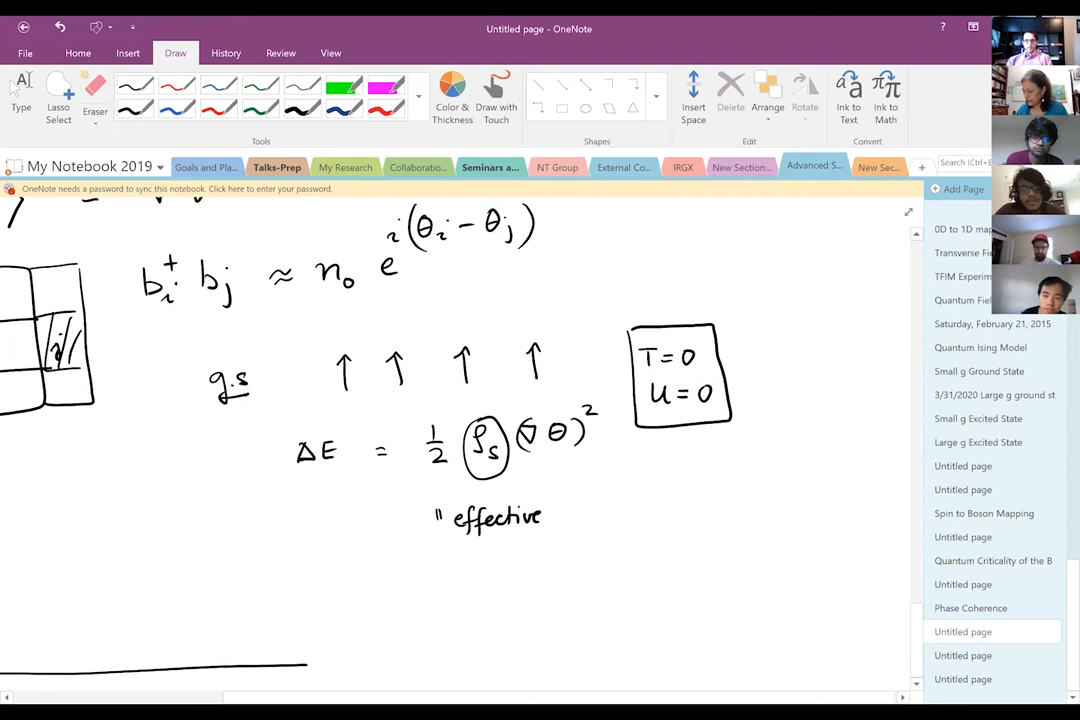 Untitled page - OneNote
File Home Insert Draw History Review View
Type
Lasso Select
Eraser
Color & Thickness
Draw with Touch
Insert Space
Delete
Arrange
Rotate
Ink to Text
Ink to Math
Tools Shapes Edit Convert
My Notebook 2019 Goods and Pla... Talks-Prep My Research Collaboratio... Seminars a... NT Group External Co... IRGX New Section... Advanced S... New Sec... Search (Ctrl+E
OneNote needs a password to sync this notebook. Click here to enter your password.
Add Page
0D to 1D map
Transverse Fi
TFIM Experim
Quantum Fiel
Saturday, February 21, 2015
Quantum Ising Model
Small g Ground State
3/31/2020 Large g ground st
Small g Excited State
Large g Excited State
Untitled page
Untitled page
Spin to Boson Mapping
Untitled page
Quantum Criticality of the B
Untitled page
Phase Coherence
Untitled page
Untitled page
Untitled page
b_i^+ b_j ≈ n_0 e^{i(θ_i − θ_j)}
i
g.s ↑ ↑ ↑ ↑
T=0
U=0
ΔE = 1/2 ρ_s (∇θ)^2
" effective